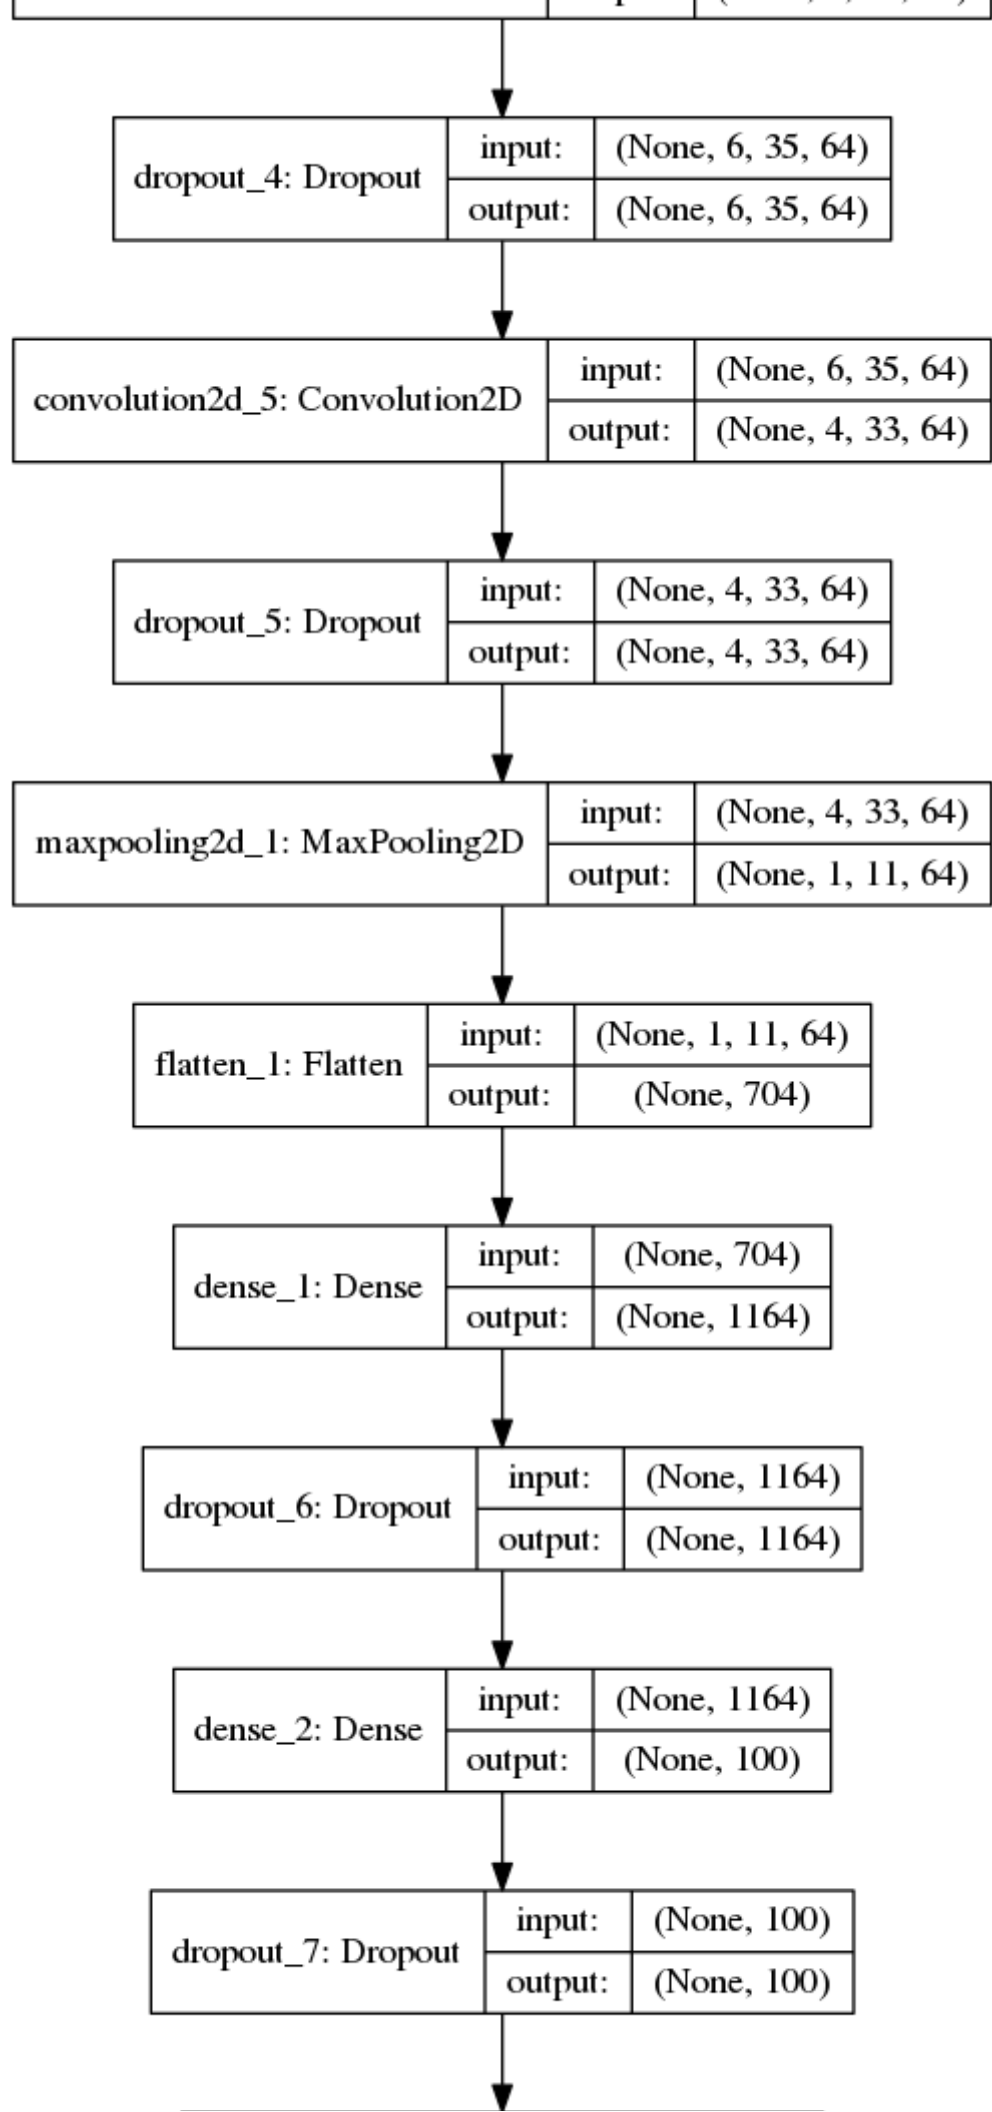 dropout_4: Dropout
input: (None, 6, 35, 64)
output: (None, 6, 35, 64)
convolution2d_5: Convolution2D
input: (None, 6, 35, 64)
output: (None, 4, 33, 64)
dropout_5: Dropout
input: (None, 4, 33, 64)
output: (None, 4, 33, 64)
maxpooling2d_1: MaxPooling2D
input: (None, 4, 33, 64)
output: (None, 1, 11, 64)
flatten_1: Flatten
input: (None, 1, 11, 64)
output: (None, 704)
dense_1: Dense
input: (None, 704)
output: (None, 1164)
dropout_6: Dropout
input: (None, 1164)
output: (None, 1164)
dense_2: Dense
input: (None, 1164)
output: (None, 100)
dropout_7: Dropout
input: (None, 100)
output: (None, 100)